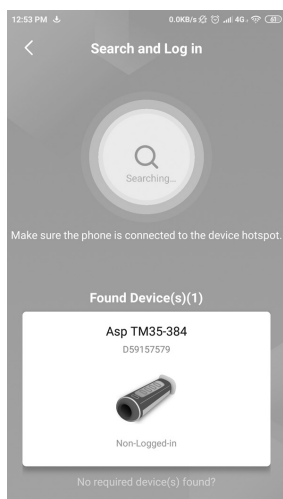 12:53 PM 0.0KB/s 4G 61
Search and Log in
Searching...
Make sure the phone is connected to the device hotspot.
Found Device(s)(1)
Asp TM35-384
D59157579
Non-Logged-in
No required device(s) found?